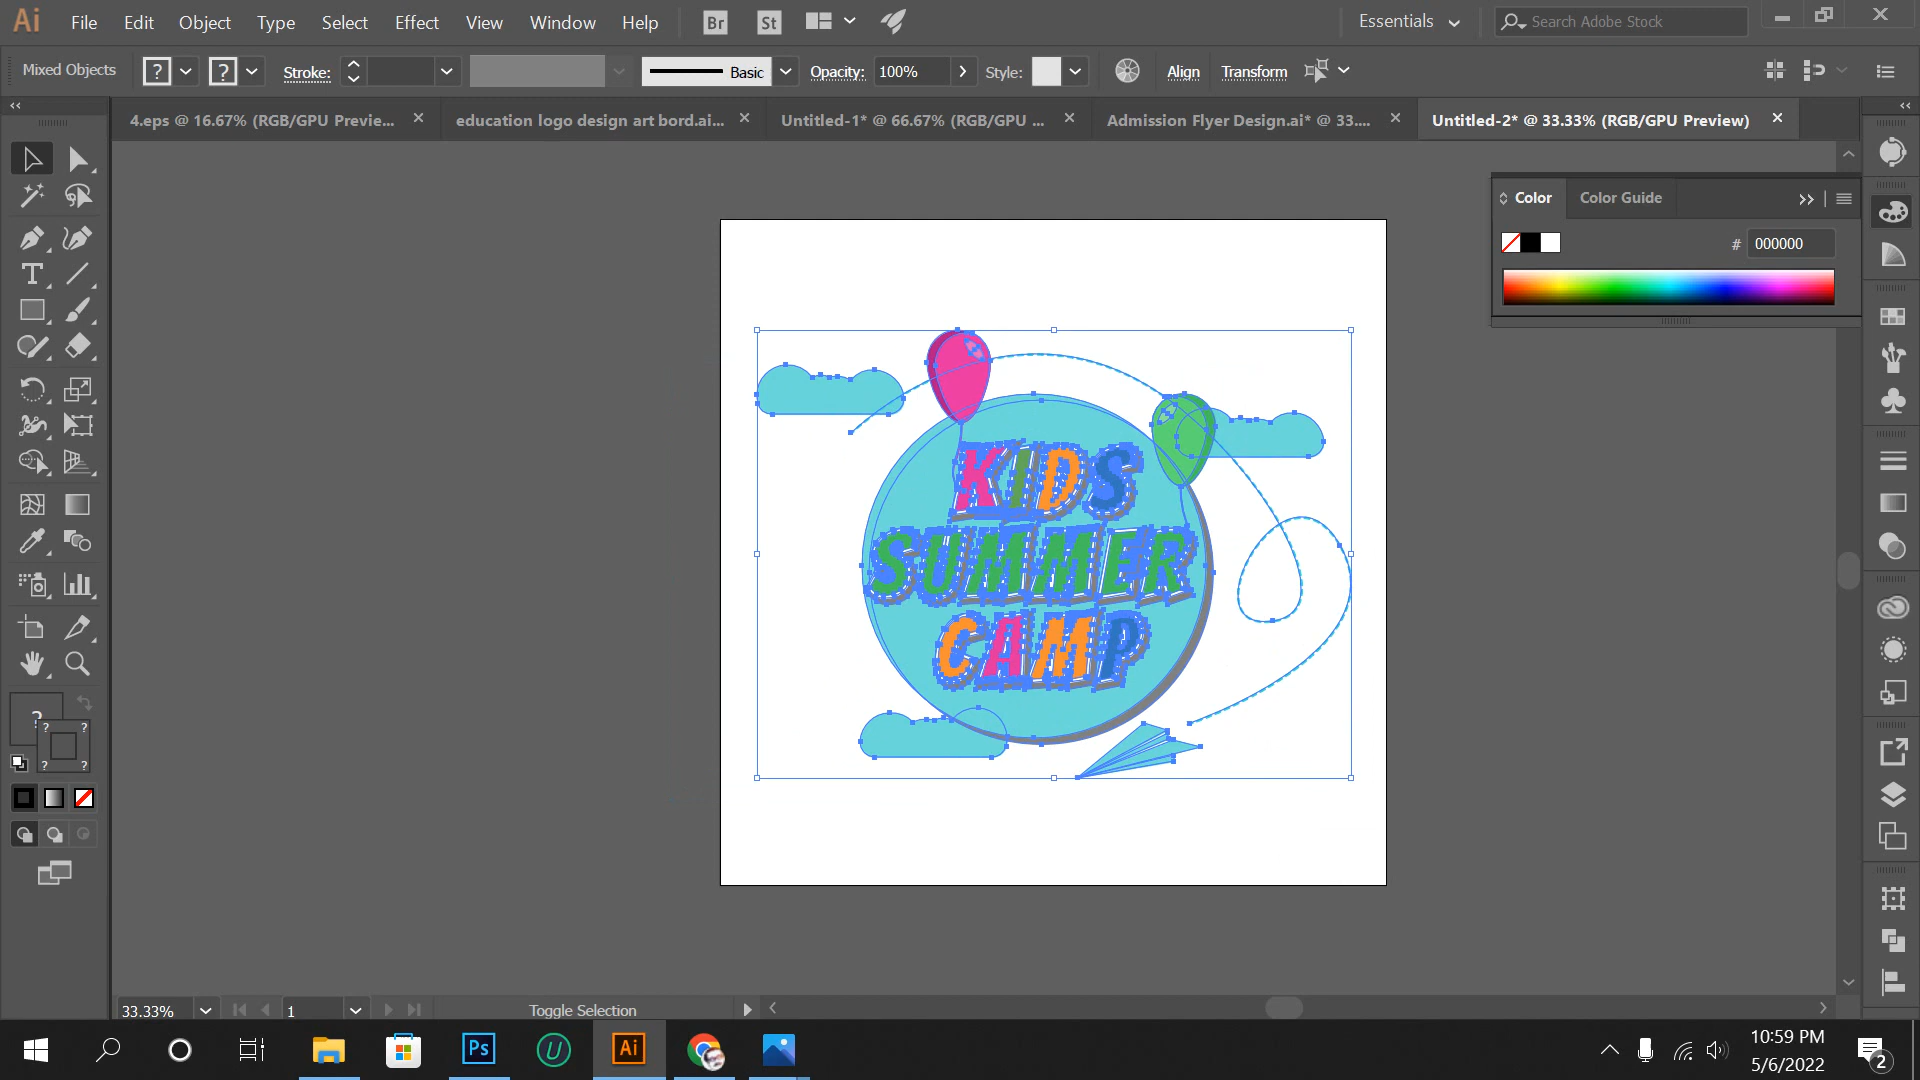 Ai File Edit Object Type Select Effect View Window Help Br St Essentials Search Adobe Stock
Mixed Objects ? ? Stroke: Basic Opacity: 100% Style: Align Transform
4.eps @ 16.67% (RGB/GPU Previe... education logo design art bord.ai... Untitled-1* @ 66.67% (RGB/GPU ... Admission Flyer Design.ai* @ 33.... Untitled-2* @ 33.33% (RGB/GPU Preview)
Color Color Guide
# 000000
KIDS
SUMMER
CAMP
?
? ?
? ?
33.33% 1 Toggle Selection
Ps U Ai 10:59 PM
5/6/2022 2